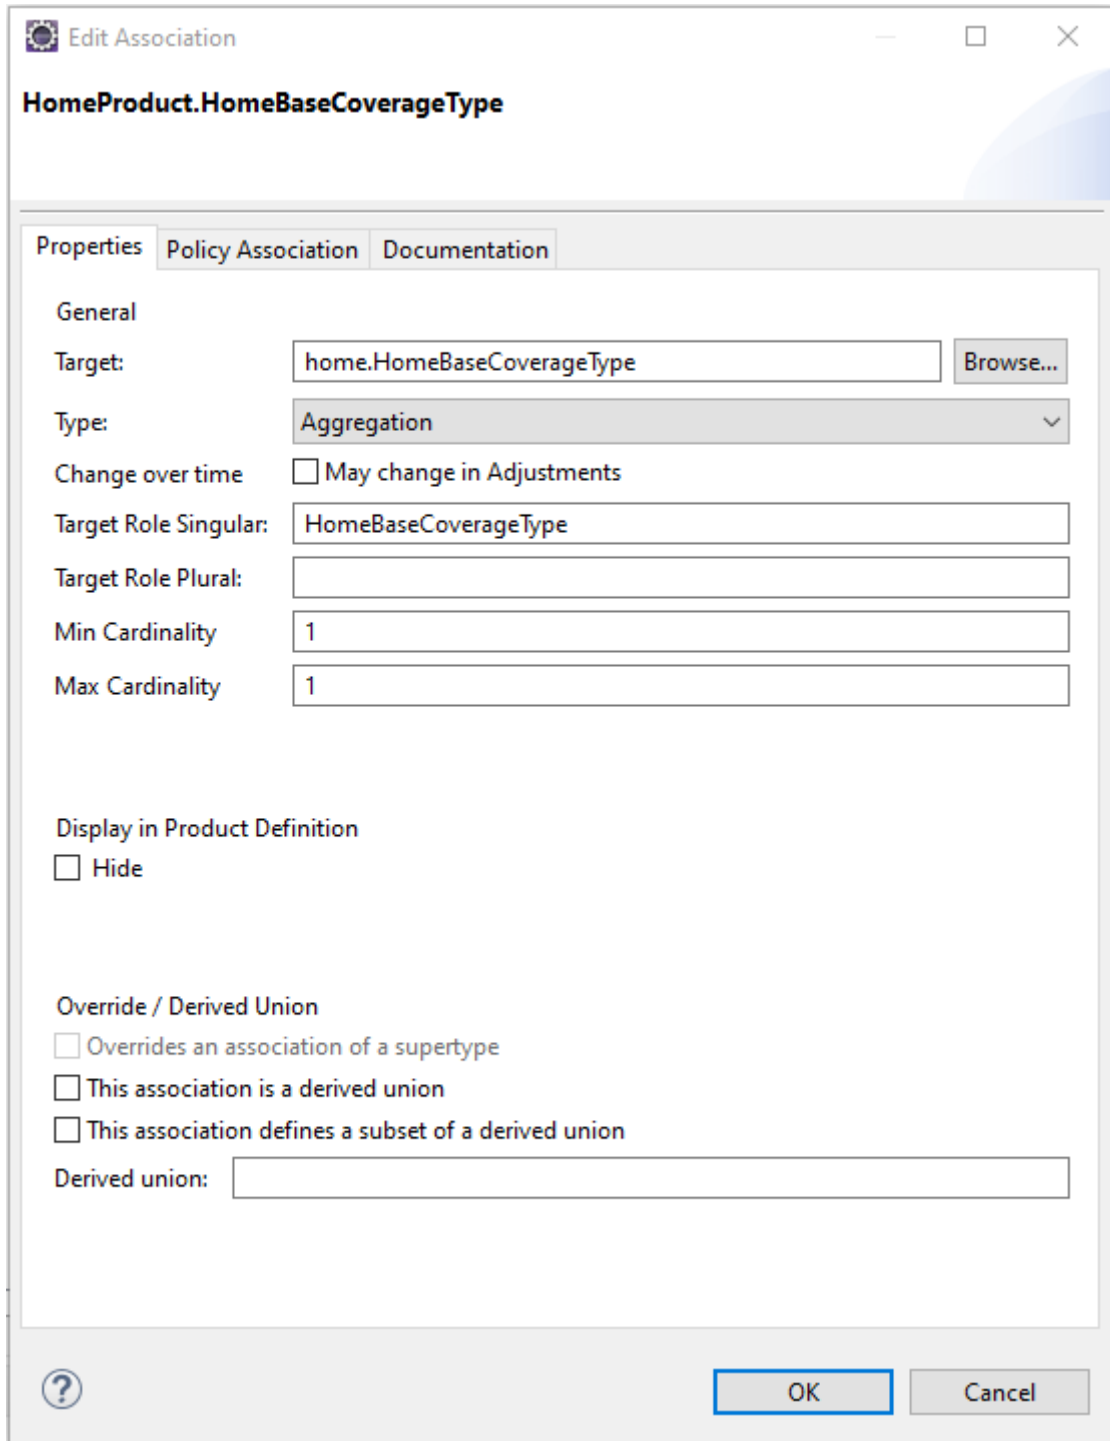 Edit Association
HomeProduct.HomeBaseCoverageType
Properties Policy Association Documentation
General
Target: home.HomeBaseCoverageType Browse...
Type: Aggregation
Change over time May change in Adjustments
Target Role Singular: HomeBaseCoverageType
Target Role Plural:
Min Cardinality 1
Max Cardinality 1
Display in Product Definition
Hide
Override / Derived Union
Overrides an association of a supertype
This association is a derived union
This association defines a subset of a derived union
Derived union:
? OK Cancel